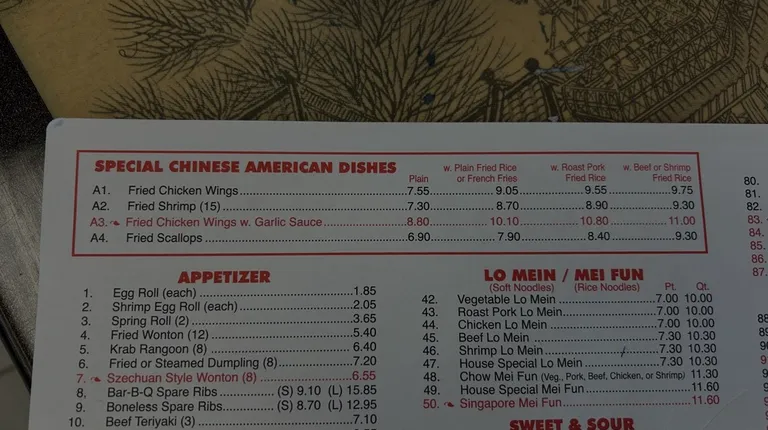 SPECIAL CHINESE AMERICAN DISHES
Plain
w. Plain Fried Rice or French Fries
w. Roast Pork Fried Rice
w. Beef or Shrimp Fried Rice
A1. Fried Chicken Wings 7.55 9.05 9.55 9.75
A2. Fried Shrimp (15) 7.30 8.70 8.90 9.30
A3. Fried Chicken Wings w. Garlic Sauce 8.80 10.10 10.80 11.00
A4. Fried Scallops 6.90 7.90 8.40 9.30
APPETIZER
1. Egg Roll (each) 1.85
2. Shrimp Egg Roll (each) 2.05
3. Spring Roll (2) 3.65
4. Fried Wonton (12) 5.40
5. Krab Rangoon (8) 6.40
6. Fried or Steamed Dumpling (8) 7.20
7. Szechuan Style Wonton (8) 6.55
8. Bar-B-Q Spare Ribs (S) 9.10 (L) 15.85
9. Boneless Spare Ribs (S) 8.70 (L) 12.95
10. Beef Teriyaki (3) 7.10
LO MEIN / MEI FUN
(Soft Noodles) (Rice Noodles) Pt. Qt.
42. Vegetable Lo Mein 7.00 10.00
43. Roast Pork Lo Mein 7.00 10.00
44. Chicken Lo Mein 7.00 10.00
45. Beef Lo Mein 7.30 10.30
46. Shrimp Lo Mein 7.30 10.30
47. House Special Lo Mein 7.30 10.30
48. Chow Mei Fun (Veg., Pork, Beef, Chicken, or Shrimp) 11.30
49. House Special Mei Fun 11.60
50. Singapore Mei Fun 11.60
SWEET & SOUR
80.
81.
82.
83.
84.
85.
86.
87.